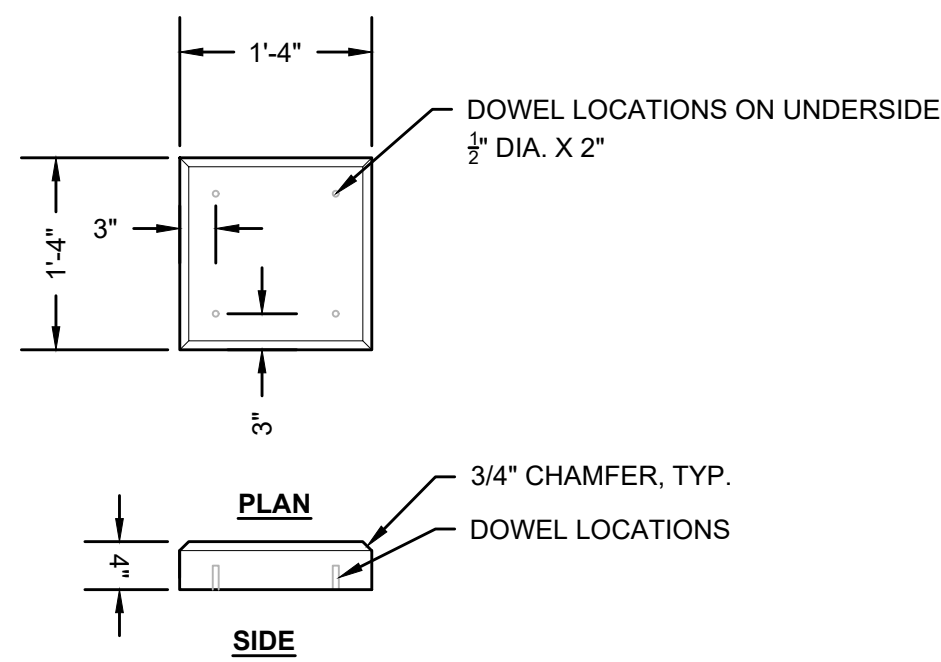 1'-4"
DOWEL LOCATIONS ON UNDERSIDE
½" DIA. X 2"
3"
1'-4"
3"
PLAN
3/4" CHAMFER, TYP.
DOWEL LOCATIONS
4"
SIDE